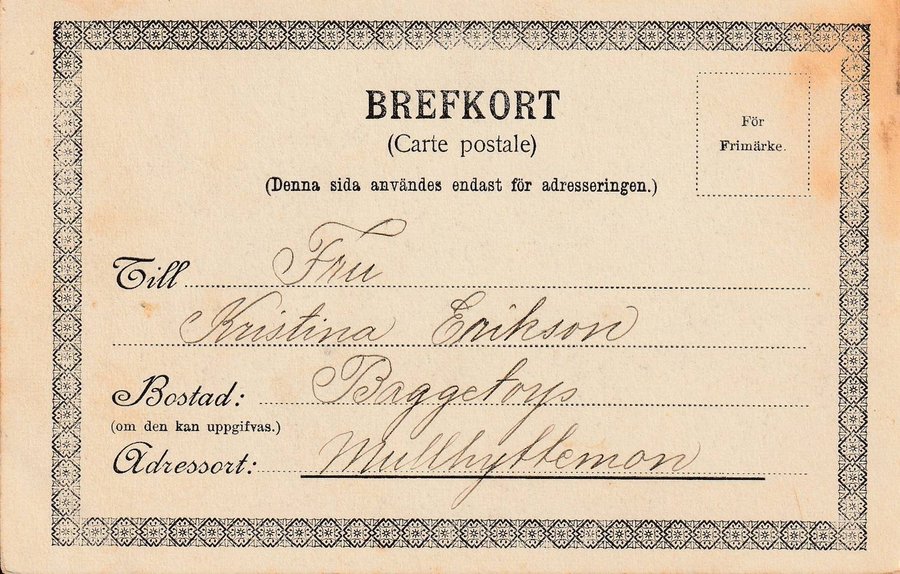 BREFKORT
(Carte postale)
(Denna sida användes endast för adresseringen.)
För
Frimärke.
Till Fru
Kristina Erikson
Bostad: Baggetorp
(om den kan uppgifvas.)
Adressort: Mullhyttemon